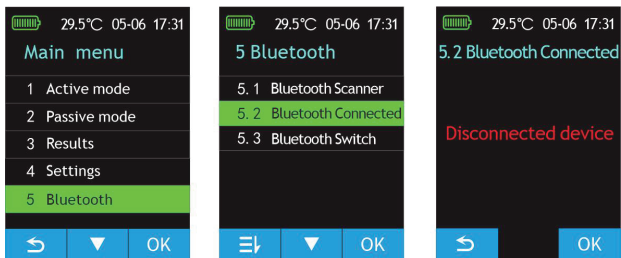 29.5℃ 05-06 17:31
Main menu
1 Active mode
2 Passive mode
3 Results
4 Settings
5 Bluetooth
OK
29.5℃ 05-06 17:31
5 Bluetooth
5. 1 Bluetooth Scanner
5. 2 Bluetooth Connected
5. 3 Bluetooth Switch
OK
29.5℃ 05-06 17:31
5. 2 Bluetooth Connected
Disconnected device
OK